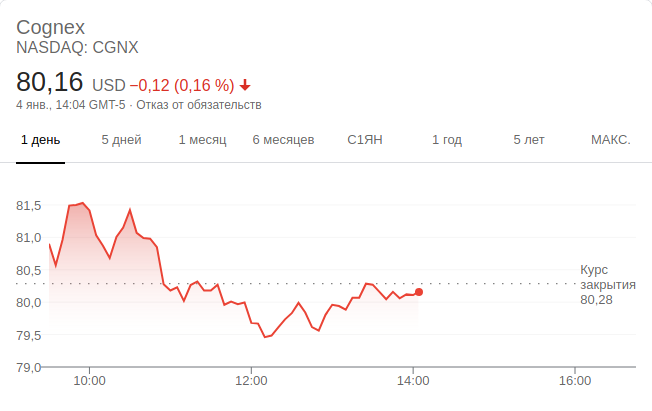 Cognex
NASDAQ: CGNX
80,16 USD −0,12 (0,16 %)
4 янв., 14:04 GMT-5 · Отказ от обязательств
1 день 5 дней 1 месяц 6 месяцев С1ЯН 1 год 5 лет МАКС.
81,5
81,0
80,5
80,0
79,5
79,0
Курс
закрытия
80,28
10:00 12:00 14:00 16:00